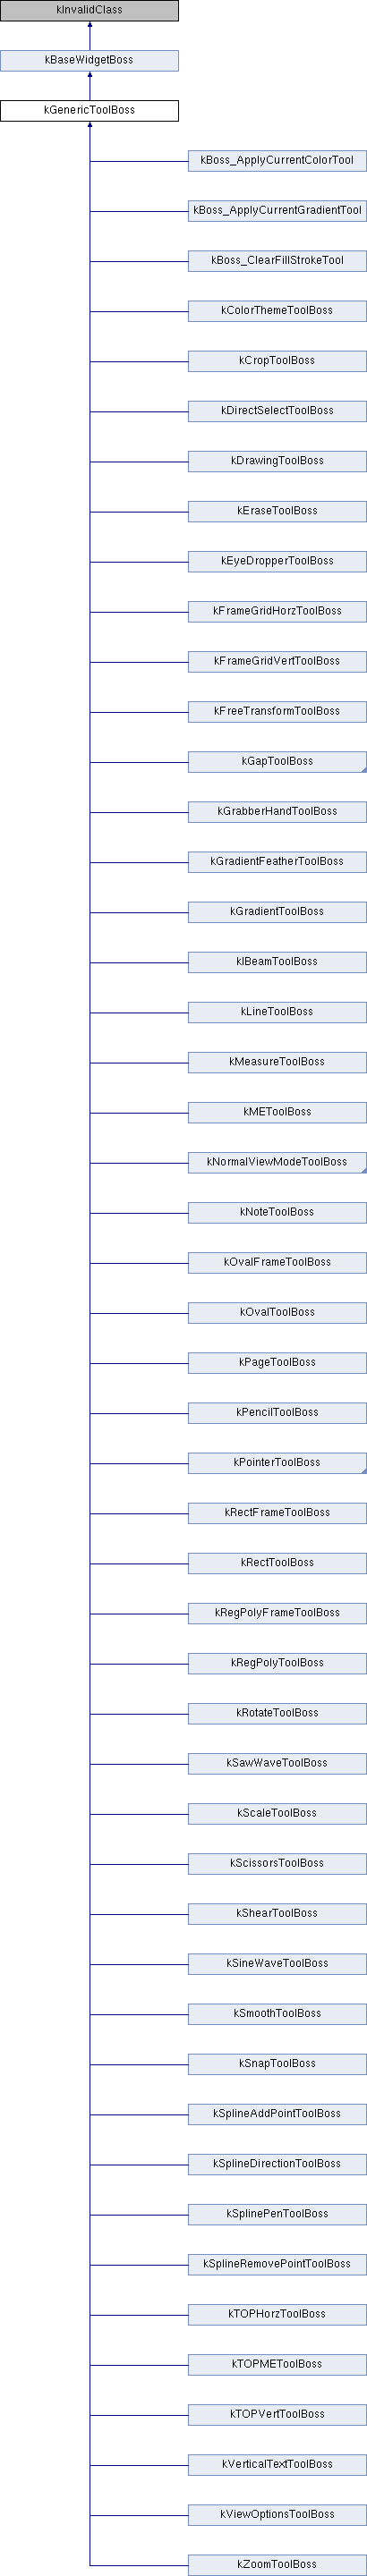 kInvalidClass
kBaseWidgetBoss
kGenericToolBoss
kBoss_ApplyCurrentColorTool
kBoss_ApplyCurrentGradientTool
kBoss_ClearFillStrokeTool
kColorThemeToolBoss
kCropToolBoss
kDirectSelectToolBoss
kDrawingToolBoss
kEraseToolBoss
kEyeDropperToolBoss
kFrameGridHorzToolBoss
kFrameGridVertToolBoss
kFreeTransformToolBoss
kGapToolBoss
kGrabberHandToolBoss
kGradientFeatherToolBoss
kGradientToolBoss
kIBeamToolBoss
kLineToolBoss
kMeasureToolBoss
kMEToolBoss
kNormalViewModeToolBoss
kNoteToolBoss
kOvalFrameToolBoss
kOvalToolBoss
kPageToolBoss
kPencilToolBoss
kPointerToolBoss
kRectFrameToolBoss
kRectToolBoss
kRegPolyFrameToolBoss
kRegPolyToolBoss
kRotateToolBoss
kSawWaveToolBoss
kScaleToolBoss
kScissorsToolBoss
kShearToolBoss
kSineWaveToolBoss
kSmoothToolBoss
kSnapToolBoss
kSplineAddPointToolBoss
kSplineDirectionToolBoss
kSplinePenToolBoss
kSplineRemovePointToolBoss
kTOPHorzToolBoss
kTOPMEToolBoss
kTOPVertToolBoss
kVerticalTextToolBoss
kViewOptionsToolBoss
kZoomToolBoss